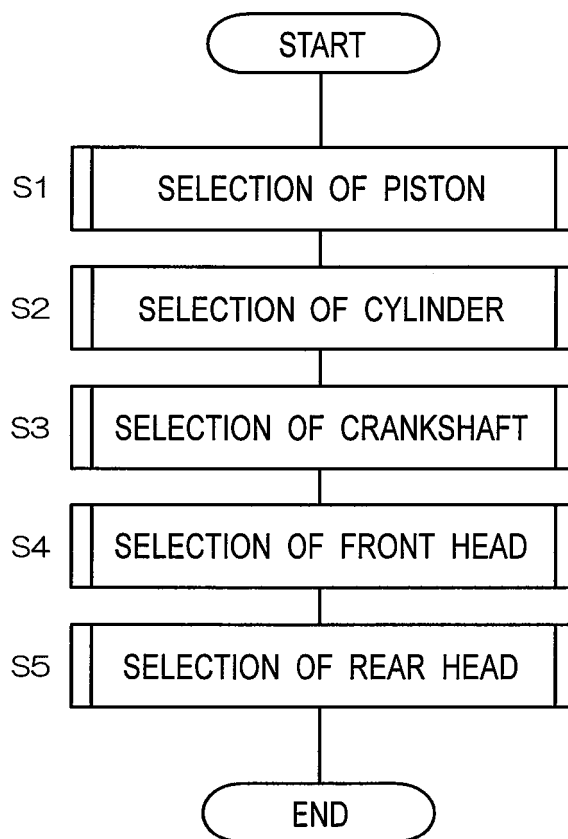 START
S1 SELECTION OF PISTON
S2 SELECTION OF CYLINDER
S3 SELECTION OF CRANKSHAFT
S4 SELECTION OF FRONT HEAD
S5 SELECTION OF REAR HEAD
END